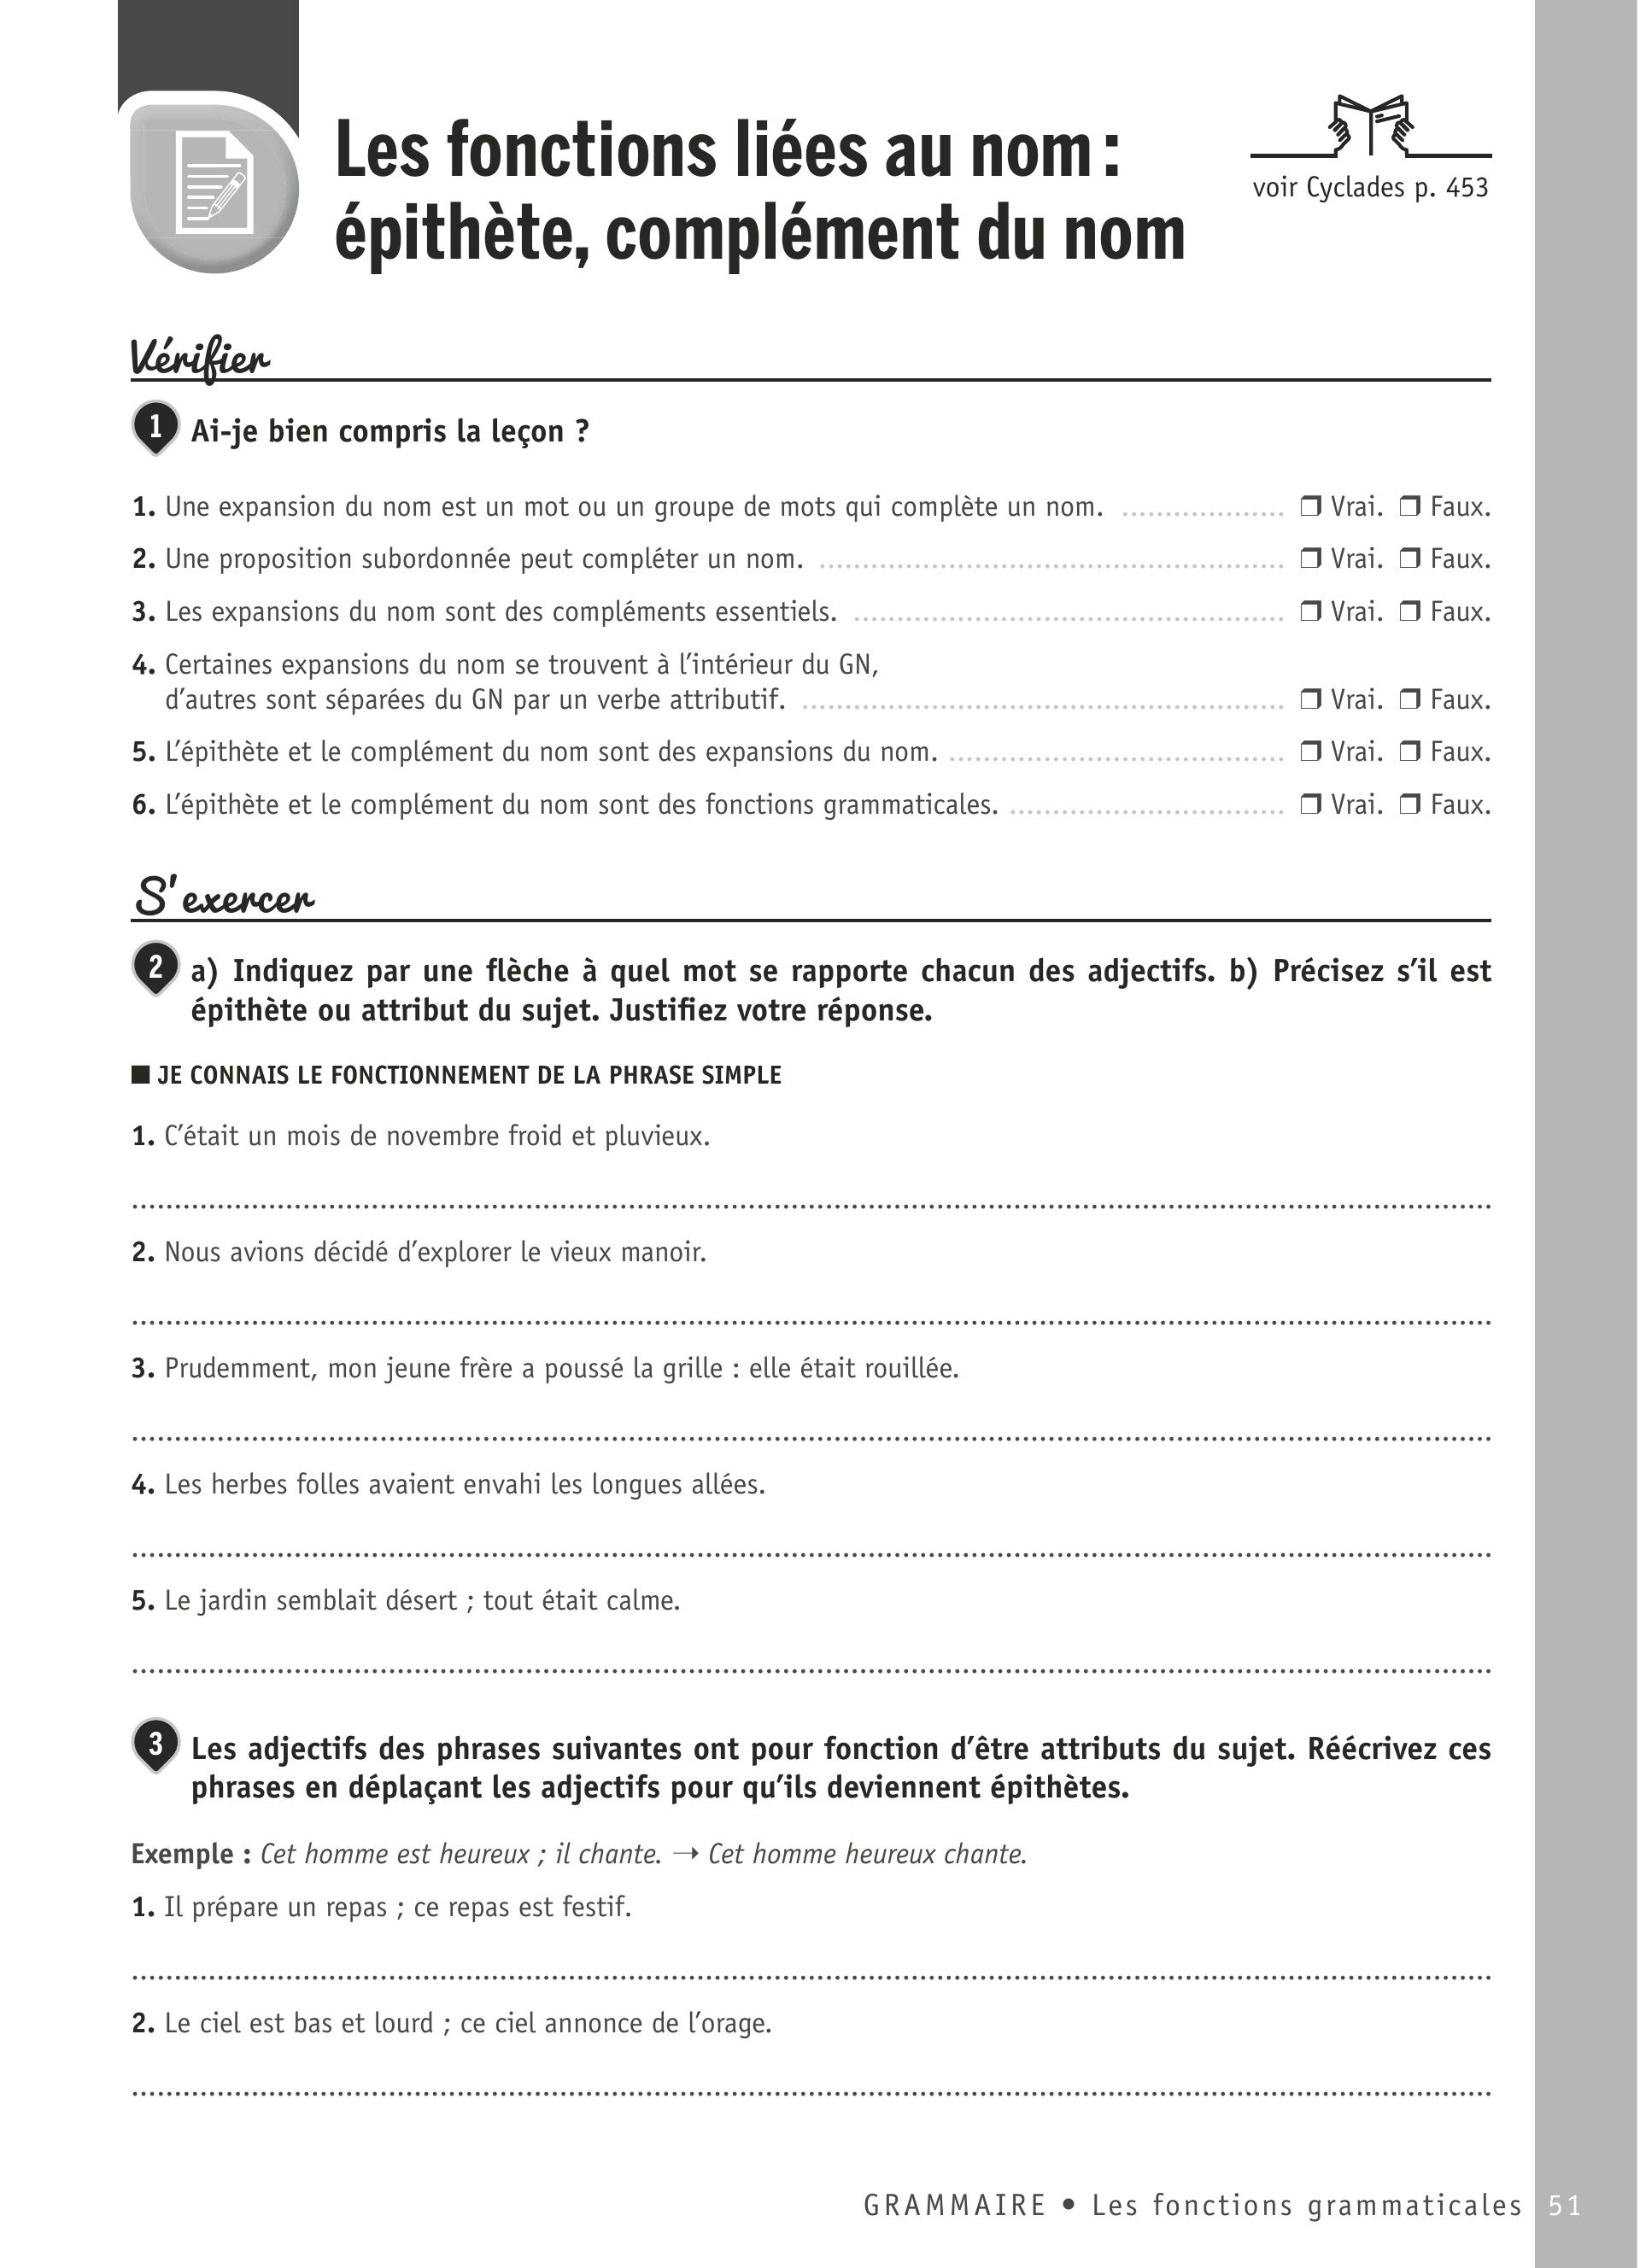 Les fonctions liées au nom :
épithète, complément du nom
voir Cyclades p. 453
Vérifier
1 Ai-je bien compris la leçon ?
1. Une expansion du nom est un mot ou un groupe de mots qui complète un nom. ................... ❒ Vrai. ❒ Faux.
2. Une proposition subordonnée peut compléter un nom. ...................................................... ❒ Vrai. ❒ Faux.
3. Les expansions du nom sont des compléments essentiels. .................................................. ❒ Vrai. ❒ Faux.
4. Certaines expansions du nom se trouvent à l’intérieur du GN,
d’autres sont séparées du GN par un verbe attributif. ........................................................ ❒ Vrai. ❒ Faux.
5. L’épithète et le complément du nom sont des expansions du nom. ....................................... ❒ Vrai. ❒ Faux.
6. L’épithète et le complément du nom sont des fonctions grammaticales. ................................ ❒ Vrai. ❒ Faux.
S’exercer
2 a) Indiquez par une flèche à quel mot se rapporte chacun des adjectifs. b) Précisez s’il est
épithète ou attribut du sujet. Justifiez votre réponse.
■ JE CONNAIS LE FONCTIONNEMENT DE LA PHRASE SIMPLE
1. C’était un mois de novembre froid et pluvieux.
2. Nous avions décidé d’explorer le vieux manoir.
3. Prudemment, mon jeune frère a poussé la grille : elle était rouillée.
4. Les herbes folles avaient envahi les longues allées.
5. Le jardin semblait désert ; tout était calme.
3 Les adjectifs des phrases suivantes ont pour fonction d’être attributs du sujet. Réécrivez ces
phrases en déplaçant les adjectifs pour qu’ils deviennent épithètes.
Exemple : Cet homme est heureux ; il chante. → Cet homme heureux chante.
1. Il prépare un repas ; ce repas est festif.
2. Le ciel est bas et lourd ; ce ciel annonce de l’orage.
GRAMMAIRE • Les fonctions grammaticales 51